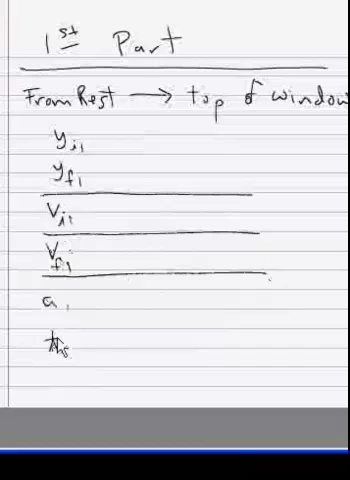 1st Part
From Rest → top of window
yi1
yf1
Vi1
Vf1
a1